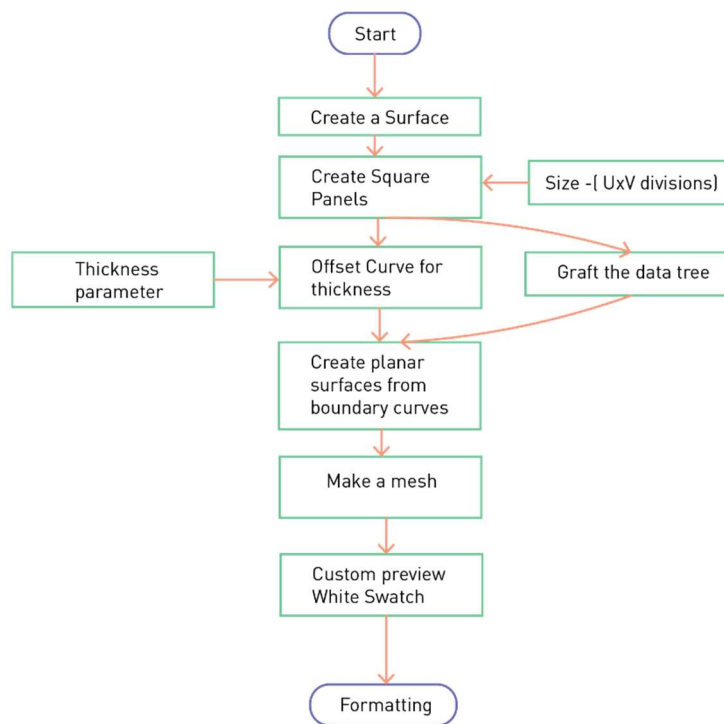 Start
Create a Surface
Create Square
Panels
Size -( UxV divisions)
Thickness
parameter
Offset Curve for
thickness
Graft the data tree
Create planar
surfaces from
boundary curves
Make a mesh
Custom preview
White Swatch
Formatting